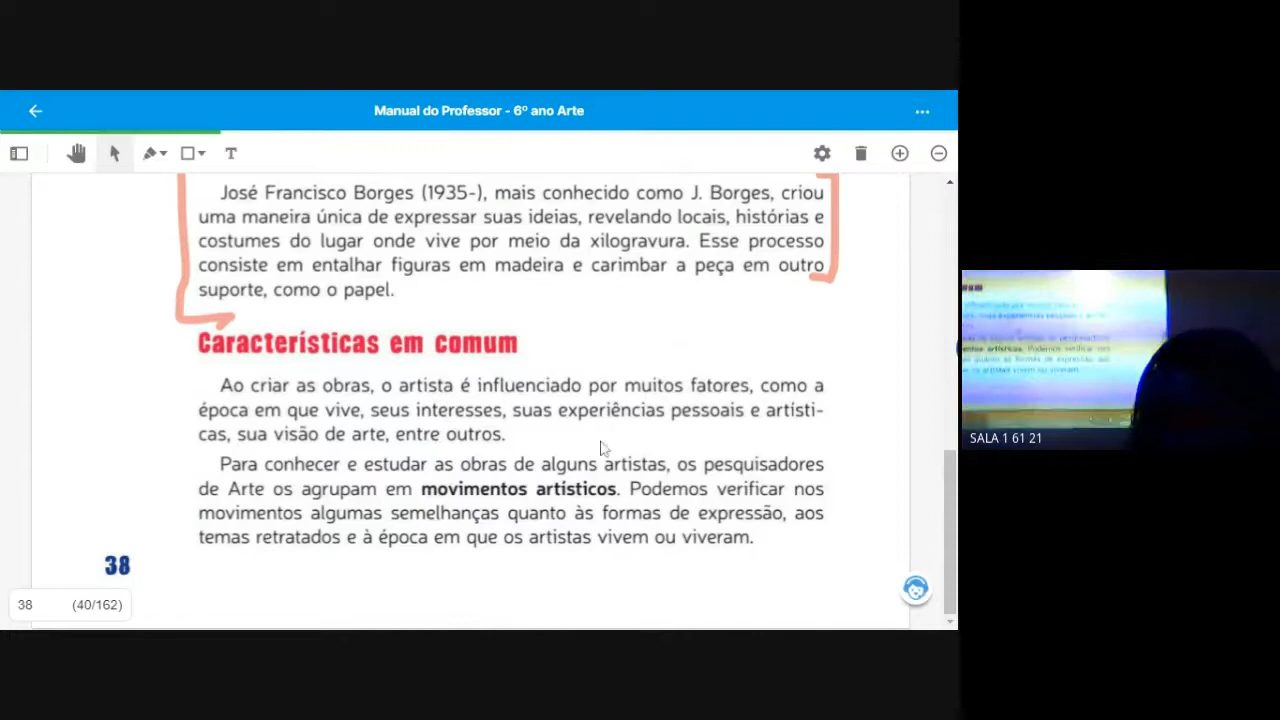 Manual do Professor - 6º ano Arte
José Francisco Borges (1935-), mais conhecido como J. Borges, criou
uma maneira única de expressar suas ideias, revelando locais, histórias e
costumes do lugar onde vive por meio da xilogravura. Esse processo
consiste em entalhar figuras em madeira e carimbar a peça em outro
suporte, como o papel.
Características em comum
Ao criar as obras, o artista é influenciado por muitos fatores, como a
época em que vive, seus interesses, suas experiências pessoais e artísti-
cas, sua visão de arte, entre outros.
Para conhecer e estudar as obras de alguns artistas, os pesquisadores
de Arte os agrupam em movimentos artísticos. Podemos verificar nos
movimentos algumas semelhanças quanto às formas de expressão, aos
temas retratados e à época em que os artistas vivem ou viveram.
38
38 (40/162)
SALA 1 61 21